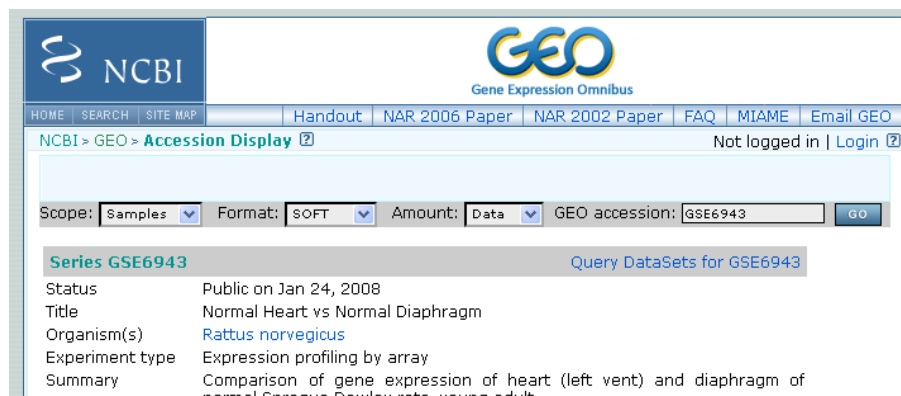 NCBI
GEO
Gene Expression Omnibus
HOME SEARCH SITE MAP Handout NAR 2006 Paper NAR 2002 Paper FAQ MIAME Email GEO
NCBI > GEO > Accession Display ? Not logged in | Login ?
Scope: Samples Format: SOFT Amount: Data GEO accession: GSE6943 GO
Series GSE6943 Query DataSets for GSE6943
Status Public on Jan 24, 2008
Title Normal Heart vs Normal Diaphragm
Organism(s) Rattus norvegicus
Experiment type Expression profiling by array
Summary Comparison of gene expression of heart (left vent) and diaphragm of